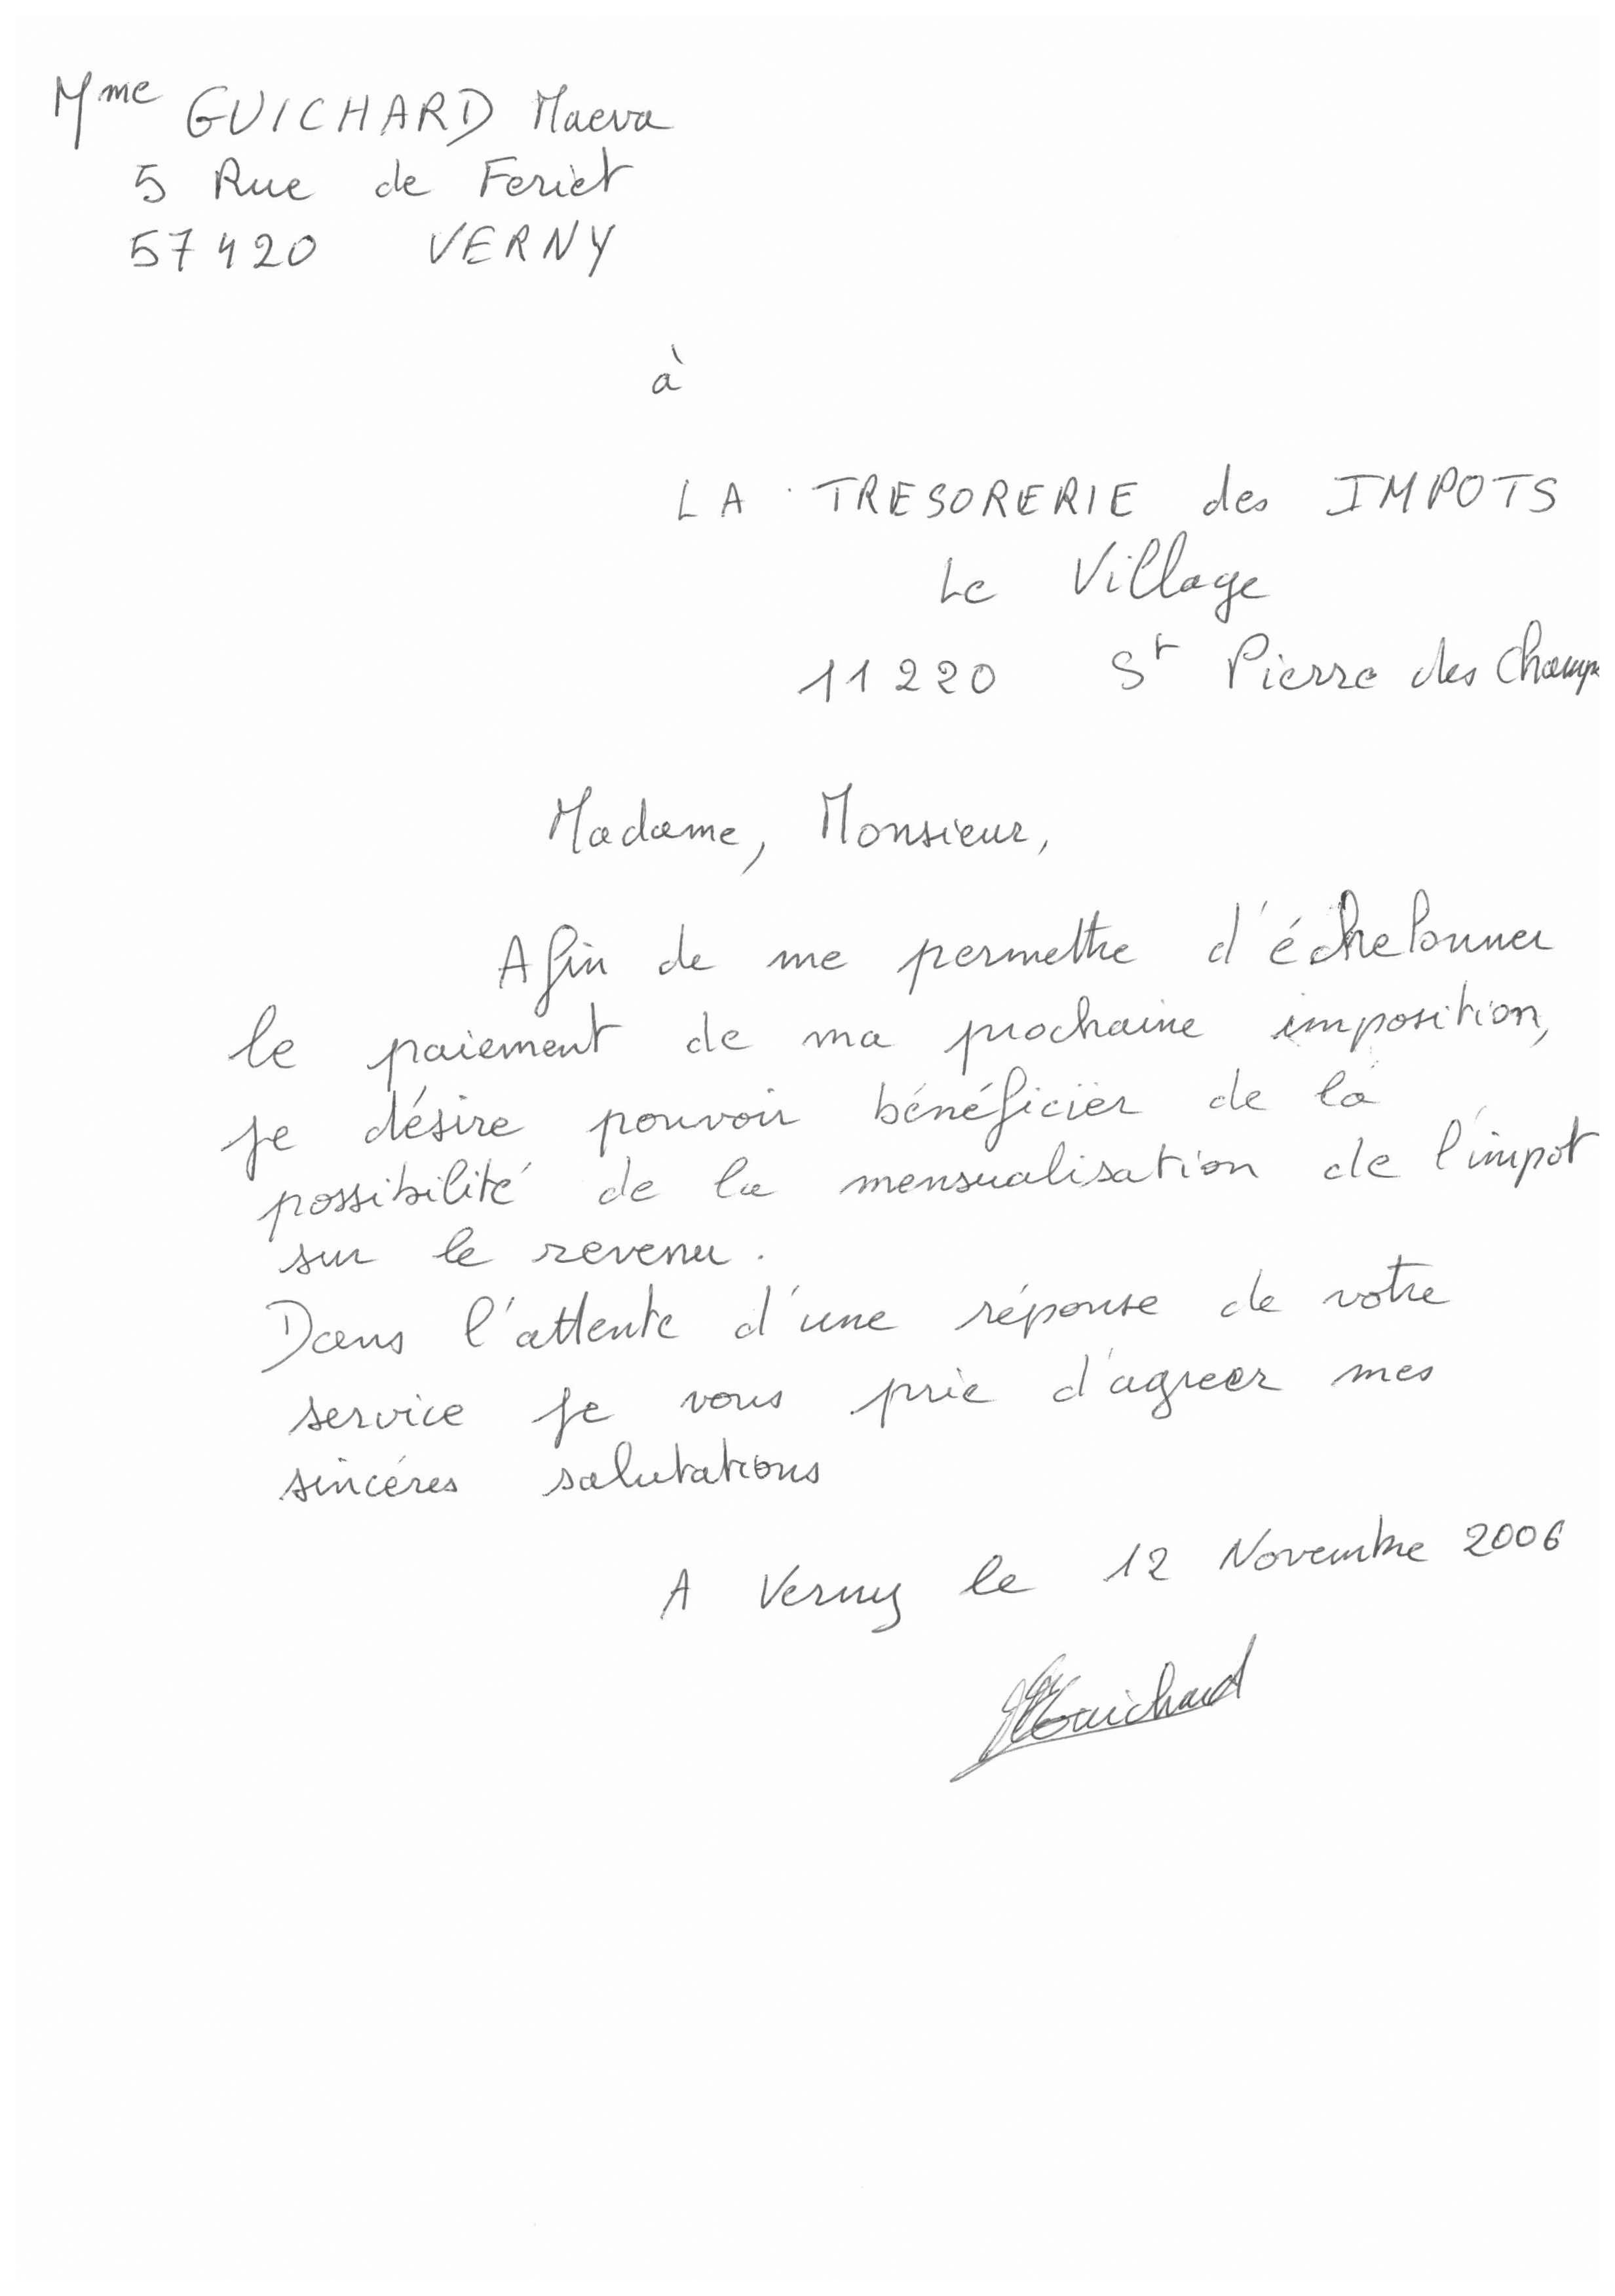 Mme GUICHARD Maeva
5 Rue de Feriet
57420 VERNY
à
LA TRESORERIE des IMPOTS
Le Village
11220 St Pierre des Champs
Madame, Monsieur,
Afin de me permettre d'échelonner
le paiement de ma prochaine imposition,
je désire pouvoir bénéficier de la
possibilité de la mensualisation de l'impot
sur le revenu.
Dans l'attente d'une réponse de votre
service je vous prie d'agreer mes
sincéres salutations
A Verny le 12 Novembre 2006
MGuichard